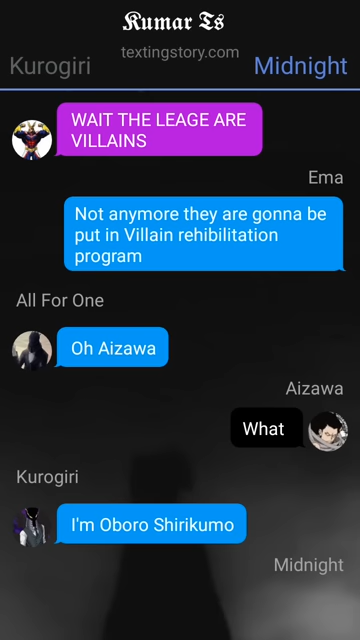 Kumar Ts
textingstory.com
Kurogiri
Midnight
WAIT THE LEAGE ARE
VILLAINS
Ema
Not anymore they are gonna be
put in Villain rehibilitation
program
All For One
Oh Aizawa
Aizawa
What
Kurogiri
I'm Oboro Shirikumo
Midnight